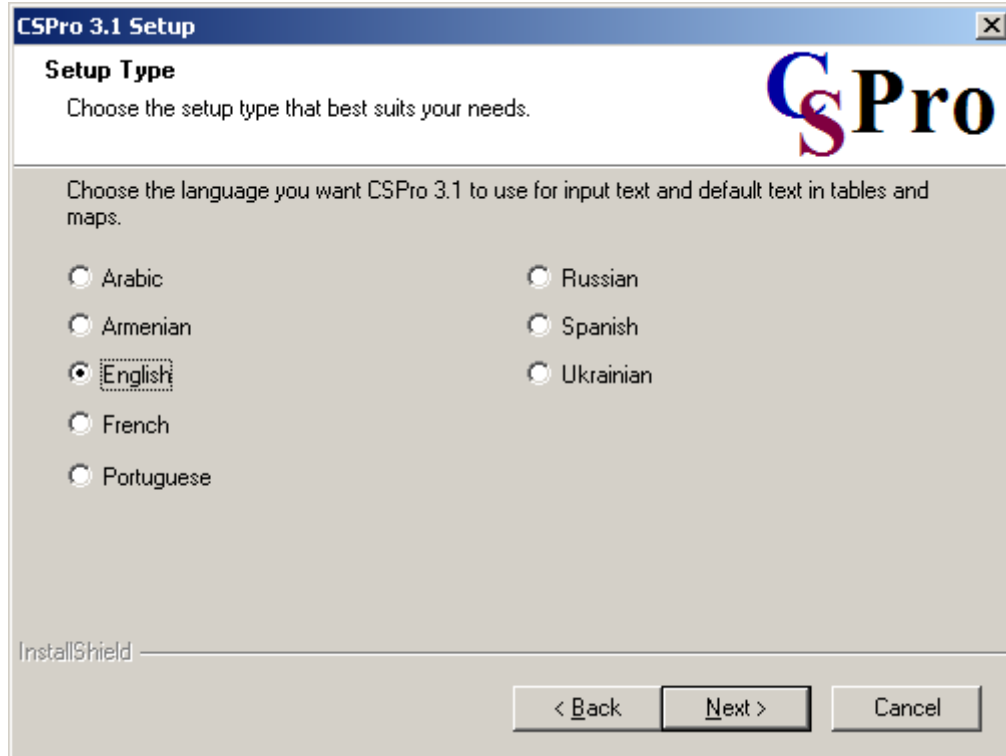 CSPro 3.1 Setup
Setup Type
Choose the setup type that best suits your needs.
CSPro
Choose the language you want CSPro 3.1 to use for input text and default text in tables and
maps.
Arabic
Armenian
English
French
Portuguese
Russian
Spanish
Ukrainian
InstallShield
< Back
Next >
Cancel